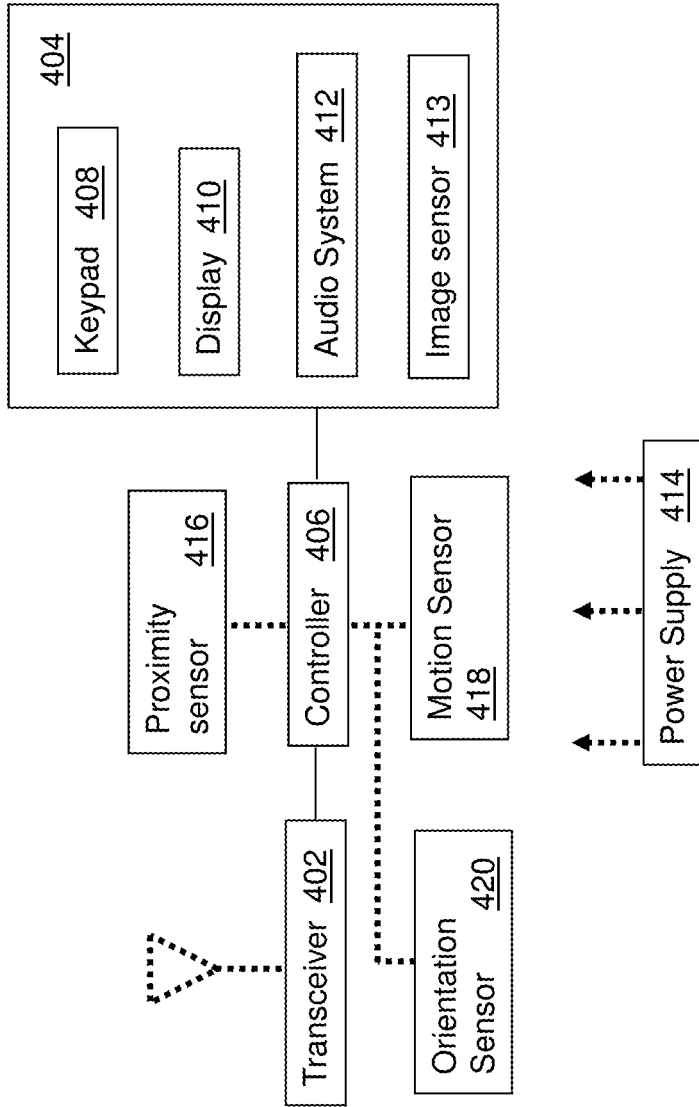 404
Keypad 408
Display 410
Audio System 412
Image sensor 413
Proximity
sensor 416
Controller 406
Transceiver 402
Motion Sensor
418
Orientation
Sensor 420
Power Supply 414